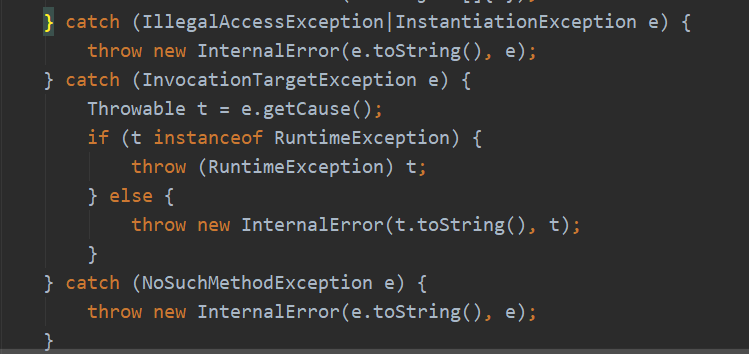 } catch (IllegalAccessException|InstantiationException e) {
throw new InternalError(e.toString(), e);
} catch (InvocationTargetException e) {
Throwable t = e.getCause();
if (t instanceof RuntimeException) {
throw (RuntimeException) t;
} else {
throw new InternalError(t.toString(), t);
}
} catch (NoSuchMethodException e) {
throw new InternalError(e.toString(), e);
}